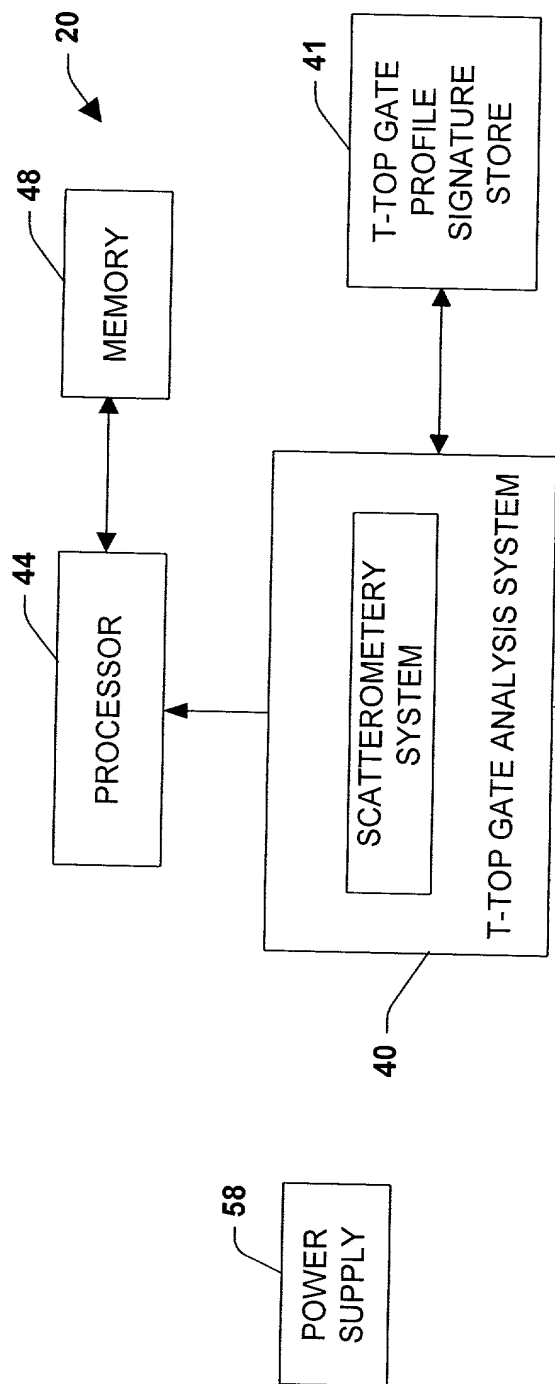 20
48
MEMORY
44
PROCESSOR
41
T-TOP GATE
PROFILE
SIGNATURE
STORE
SCATTEROMETERY
SYSTEM
T-TOP GATE ANALYSIS SYSTEM
40
58
POWER
SUPPLY